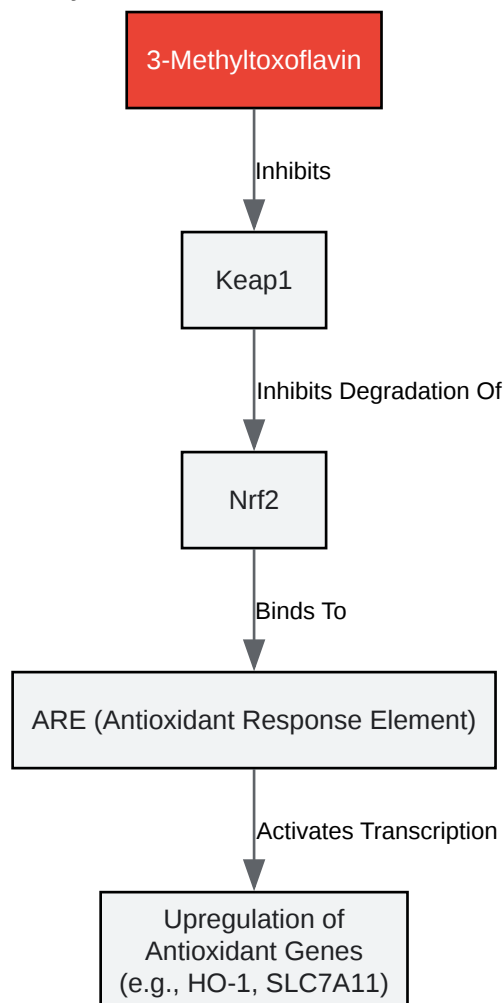 3-Methyltoxoflavin
Inhibits
Keap1
Inhibits Degradation Of
Nrf2
Binds To
ARE (Antioxidant Response Element)
Activates Transcription
Upregulation of
Antioxidant Genes
(e.g., HO-1, SLC7A11)